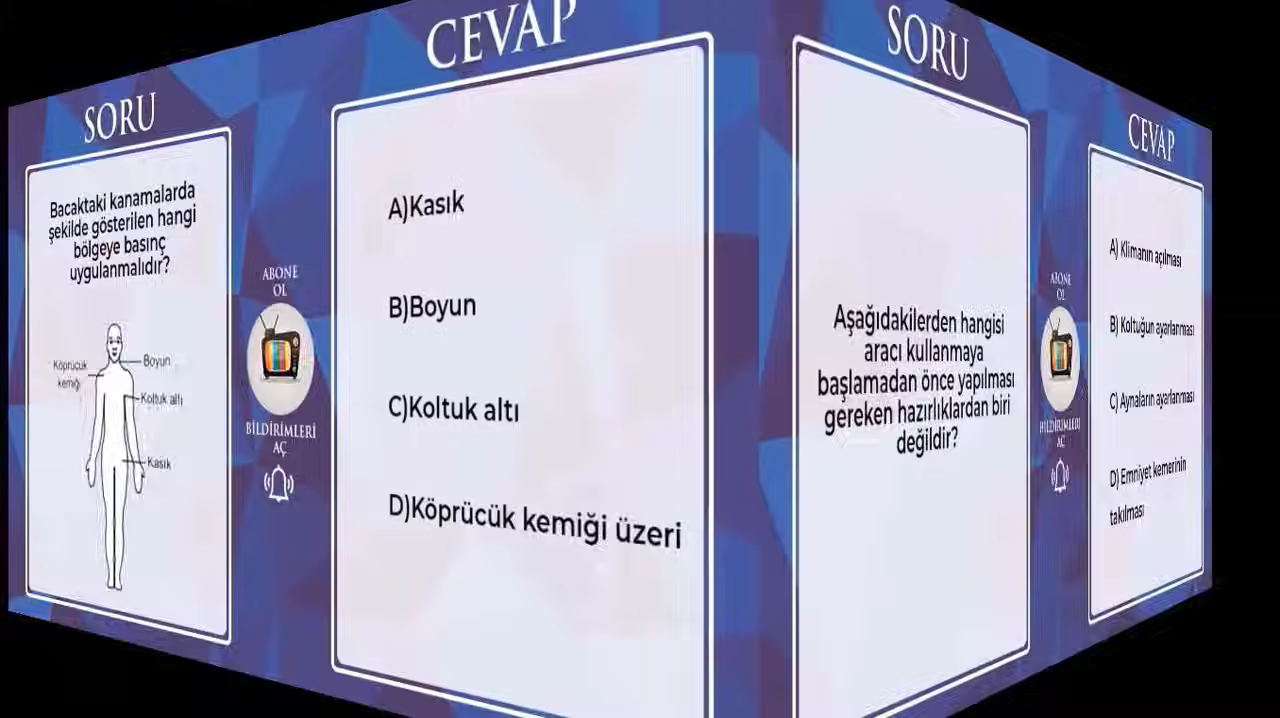 SORU
Bacaktaki kanamalarda
şekilde gösterilen hangi
bölgeye basınç
uygulanmalıdır?
Köprücük
kemiği
Boyun
Koltuk altı
Kasık
ABONE
OL
BİLDİRİMLERİ
AÇ
CEVAP
A)Kasık
B)Boyun
C)Koltuk altı
D)Köprücük kemiği üzeri
SORU
Aşağıdakilerden hangisi
aracı kullanmaya
başlamadan önce yapılması
gereken hazırlıklardan biri
değildir?
ABONE
OL
BİLDİRİMLERİ
AÇ
CEVAP
A) Klimanın açılması
B) Koltuğun ayarlanması
C) Aynaların ayarlanması
D) Emniyet kemerinin
takılması